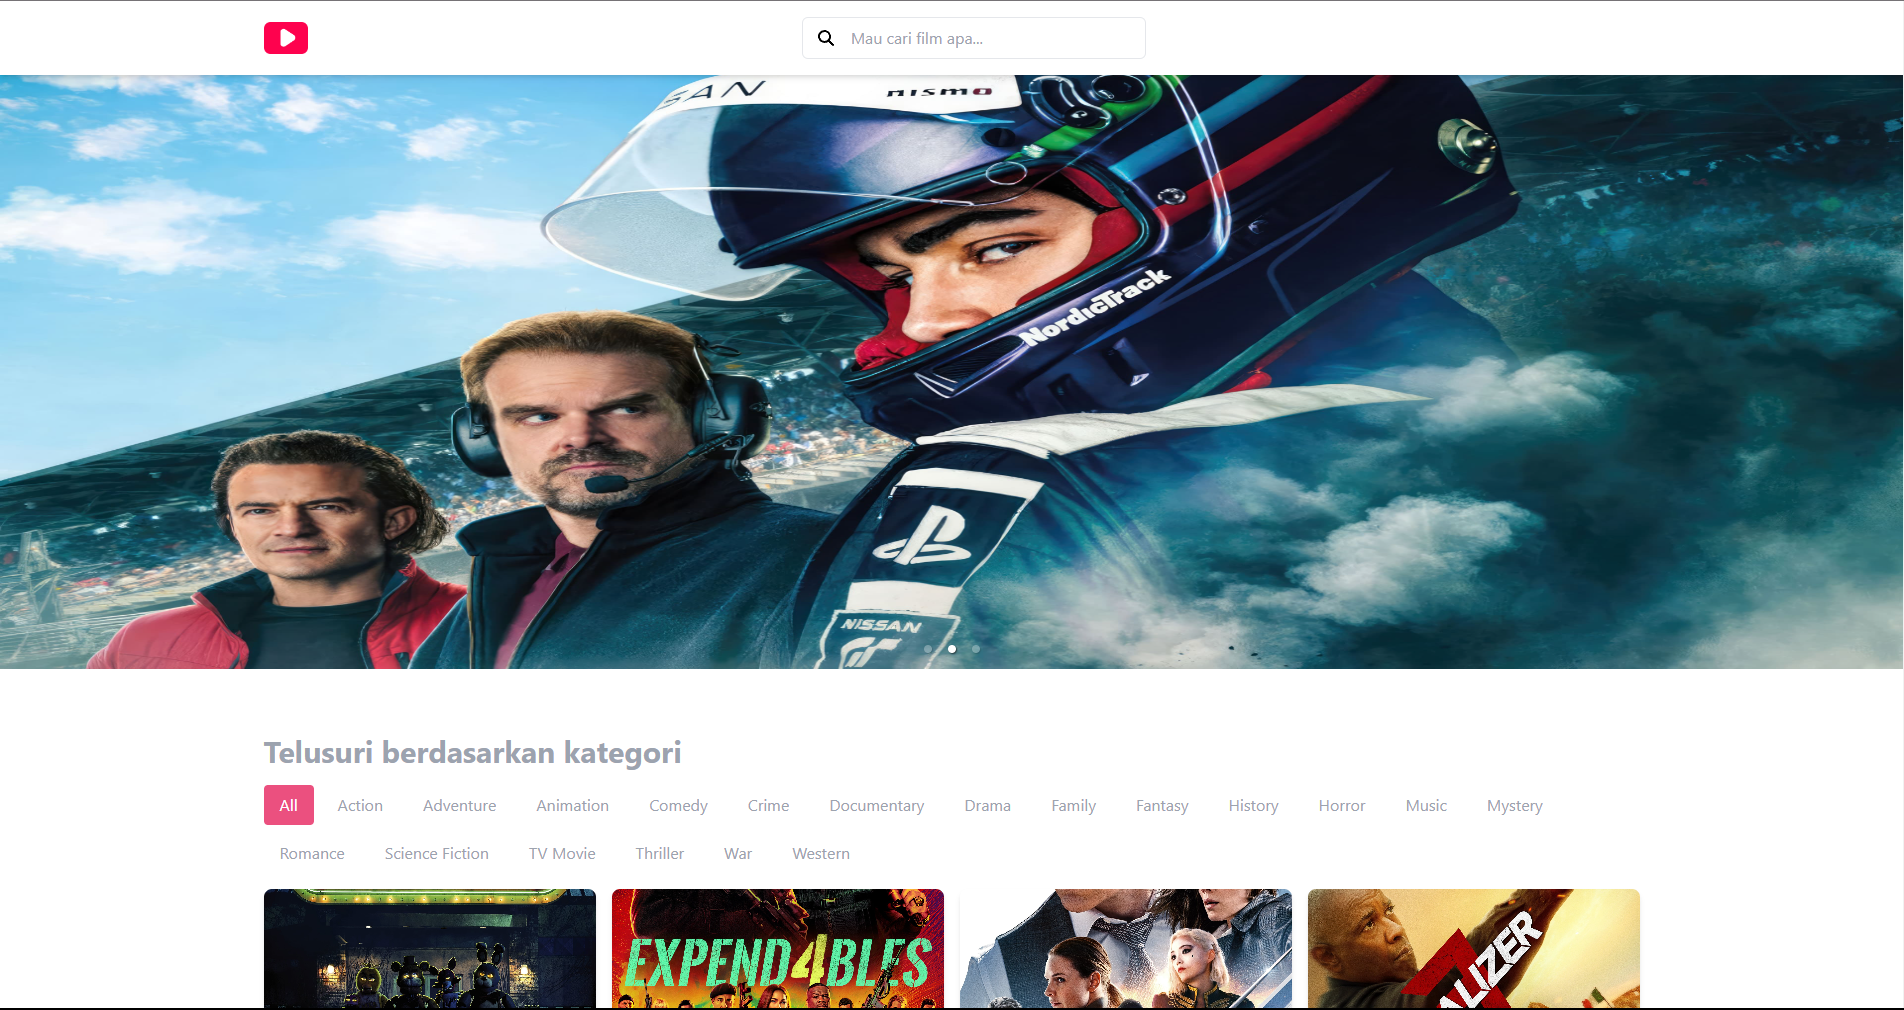 Mau cari film apa...
SAN
nismo
NordicTrack
NISSAN
GT
Telusuri berdasarkan kategori
All Action Adventure Animation Comedy Crime Documentary Drama Family Fantasy History Horror Music Mystery
Romance Science Fiction TV Movie Thriller War Western
EXPEND4BLES
ALIZER